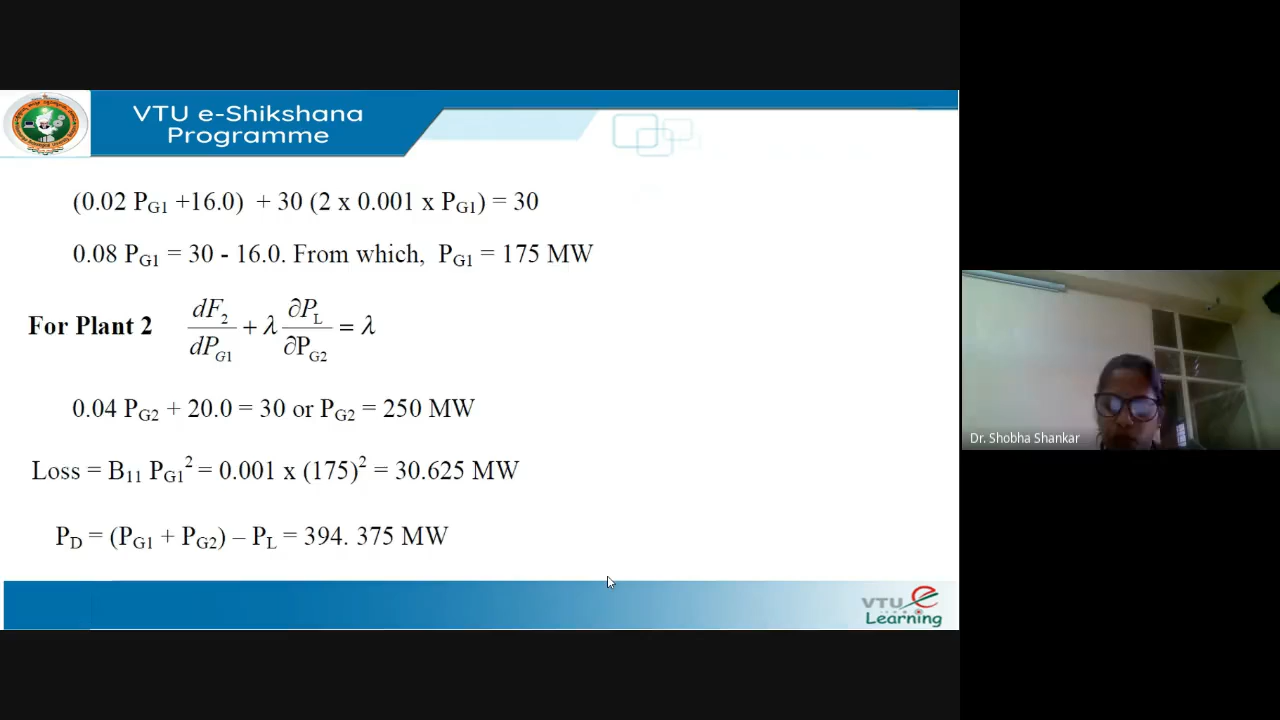 VTU e-Shikshana
Programme
(0.02 P_G1 +16.0) + 30 (2 x 0.001 x P_G1) = 30
0.08 P_G1 = 30 - 16.0. From which, P_G1 = 175 MW
For Plant 2 dF_2/dP_G1 + λ ∂P_L/∂P_G2 = λ
0.04 P_G2 + 20.0 = 30 or P_G2 = 250 MW
Loss = B_11 P_G1^2 = 0.001 x (175)^2 = 30.625 MW
P_D = (P_G1 + P_G2) – P_L = 394. 375 MW
Dr. Shobha Shankar
VTU e
Learning